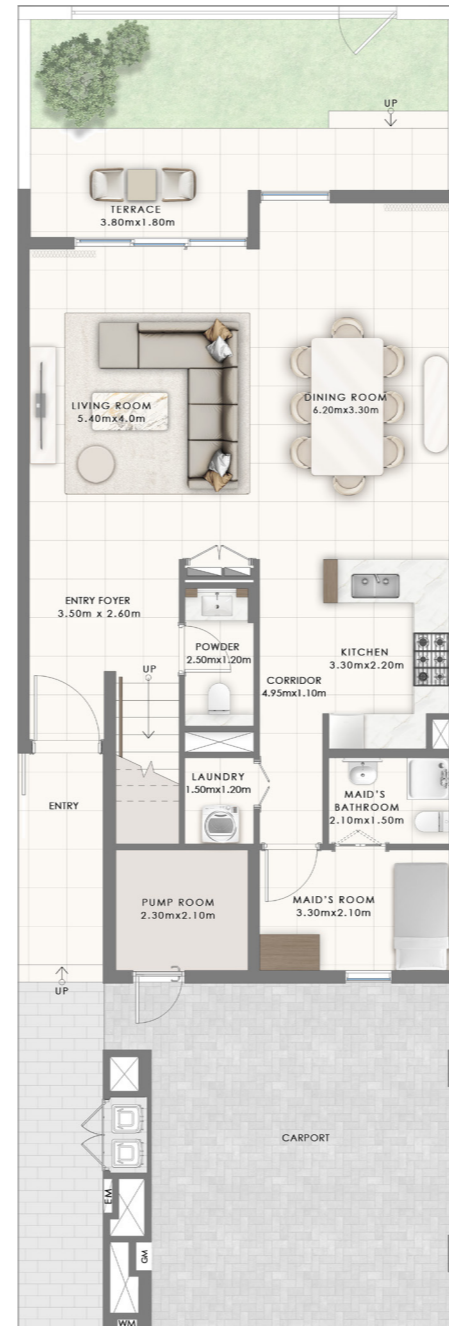 UP
TERRACE
3.80mx1.80m
LIVING ROOM
5.40mx4.0m
DINING ROOM
6.20mx3.30m
ENTRY FOYER
3.50m x 2.60m
UP
POWDER
2.50mx1.20m
KITCHEN
3.30mx2.20m
CORRIDOR
4.95mx1.10m
ENTRY
LAUNDRY
1.50mx1.20m
MAID'S
BATHROOM
2.10mx1.50m
PUMP ROOM
2.30mx2.10m
MAID'S ROOM
3.30mx2.10m
UP
CARPORT
EM
GM
WM